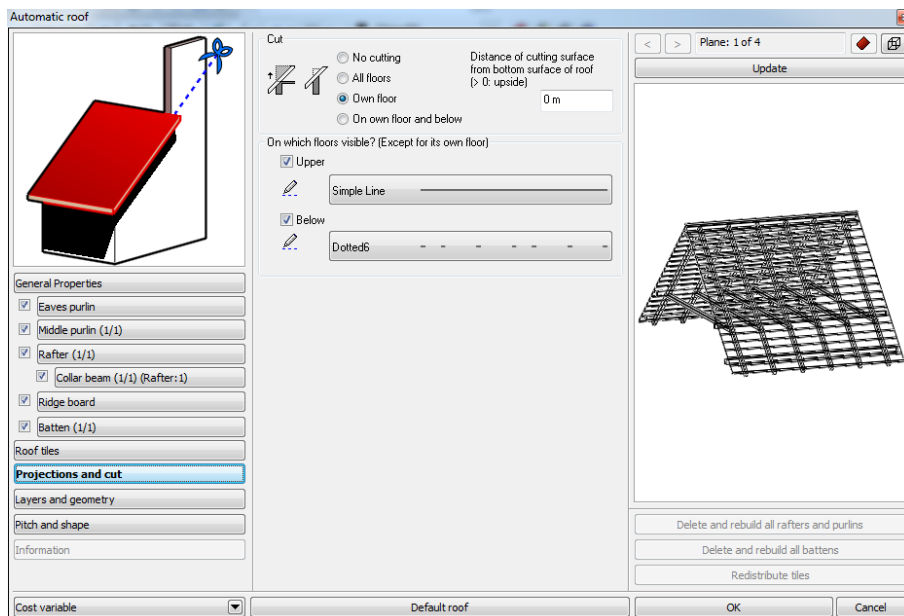 Automatic roof
General Properties
Eaves purlin
Middle purlin (1/1)
Rafter (1/1)
Collar beam (1/1) (Rafter:1)
Ridge board
Batten (1/1)
Roof tiles
Projections and cut
Layers and geometry
Pitch and shape
Information
Cost variable
Cut
No cutting
All floors
Own floor
On own floor and below
Distance of cutting surface
from bottom surface of roof
(> 0: upside)
0 m
On which floors visible? (Except for its own floor)
Upper
Simple Line
Below
Dotted6
Default roof
< > Plane: 1 of 4
Update
Delete and rebuild all rafters and purlins
Delete and rebuild all battens
Redistribute tiles
OK
Cancel